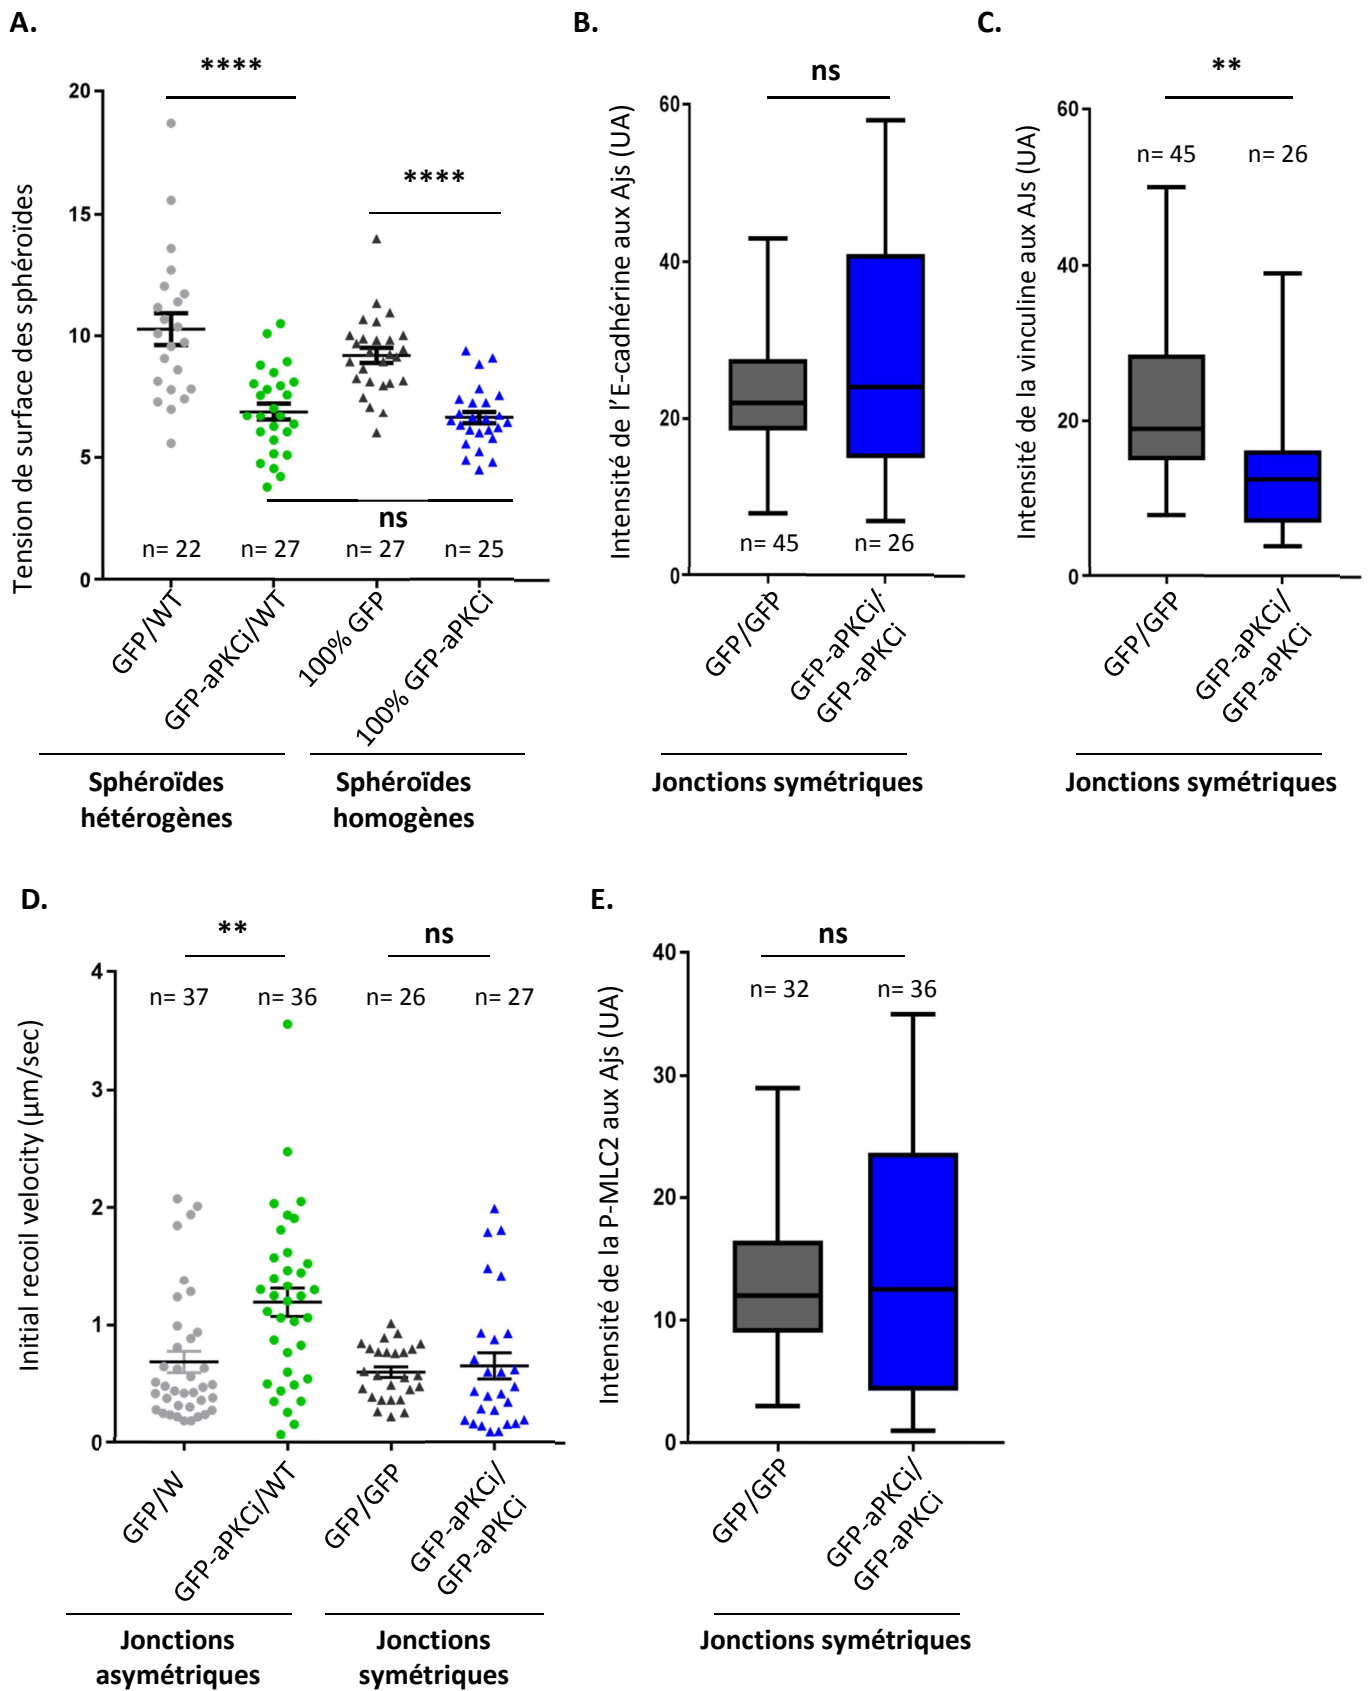 A.
Tension de surface des sphéroïdes
20
15
10
5
0
****
****
ns
n= 22
n= 27
n= 27
n= 25
GFP/WT
GFP-aPKCi/WT
100% GFP
100% GFP-aPKCi
Sphéroïdes
hétérogènes
Sphéroïdes
homogènes
B.
Intensité de l'E-cadhérine aux Ajs (UA)
60
40
20
0
ns
n= 45
n= 26
GFP/GFP
GFP-aPKCi/
GFP-aPKCi
Jonctions symétriques
C.
Intensité de la vinculine aux AJs (UA)
60
40
20
0
**
n= 45
n= 26
GFP/GFP
GFP-aPKCi/
GFP-aPKCi
Jonctions symétriques
D.
Initial recoil velocity (µm/sec)
4
3
2
1
0
**
ns
n= 37
n= 36
n= 26
n= 27
GFP/W
GFP-aPKCi/WT
GFP/GFP
GFP-aPKCi/
GFP-aPKCi
Jonctions
asymétriques
Jonctions
symétriques
E.
Intensité de la P-MLC2 aux Ajs (UA)
40
30
20
10
0
ns
n= 32
n= 36
GFP/GFP
GFP-aPKCi/
GFP-aPKCi
Jonctions symétriques